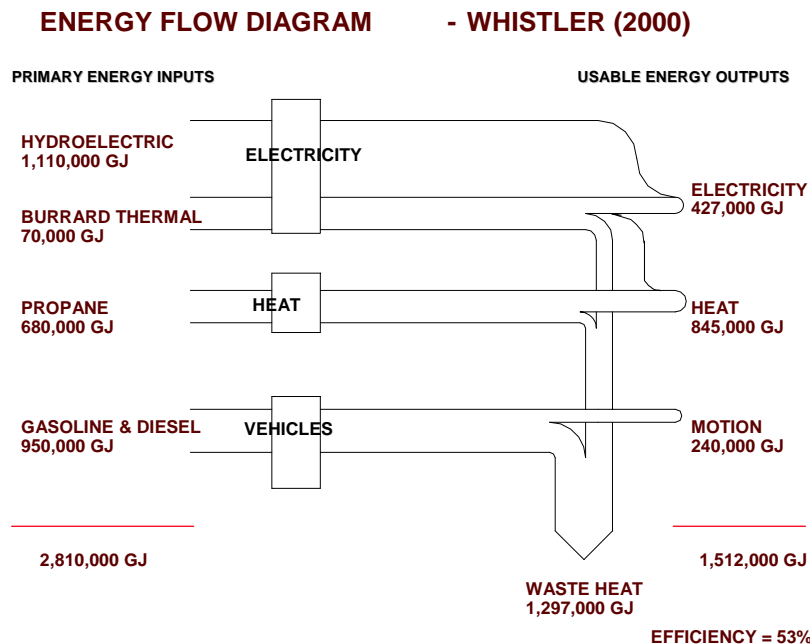 ENERGY FLOW DIAGRAM - WHISTLER (2000)
PRIMARY ENERGY INPUTS
USABLE ENERGY OUTPUTS
HYDROELECTRIC
1,110,000 GJ
ELECTRICITY
ELECTRICITY
427,000 GJ
BURRARD THERMAL
70,000 GJ
PROPANE
680,000 GJ
HEAT
HEAT
845,000 GJ
GASOLINE & DIESEL
950,000 GJ
VEHICLES
MOTION
240,000 GJ
2,810,000 GJ
1,512,000 GJ
WASTE HEAT
1,297,000 GJ
EFFICIENCY = 53%